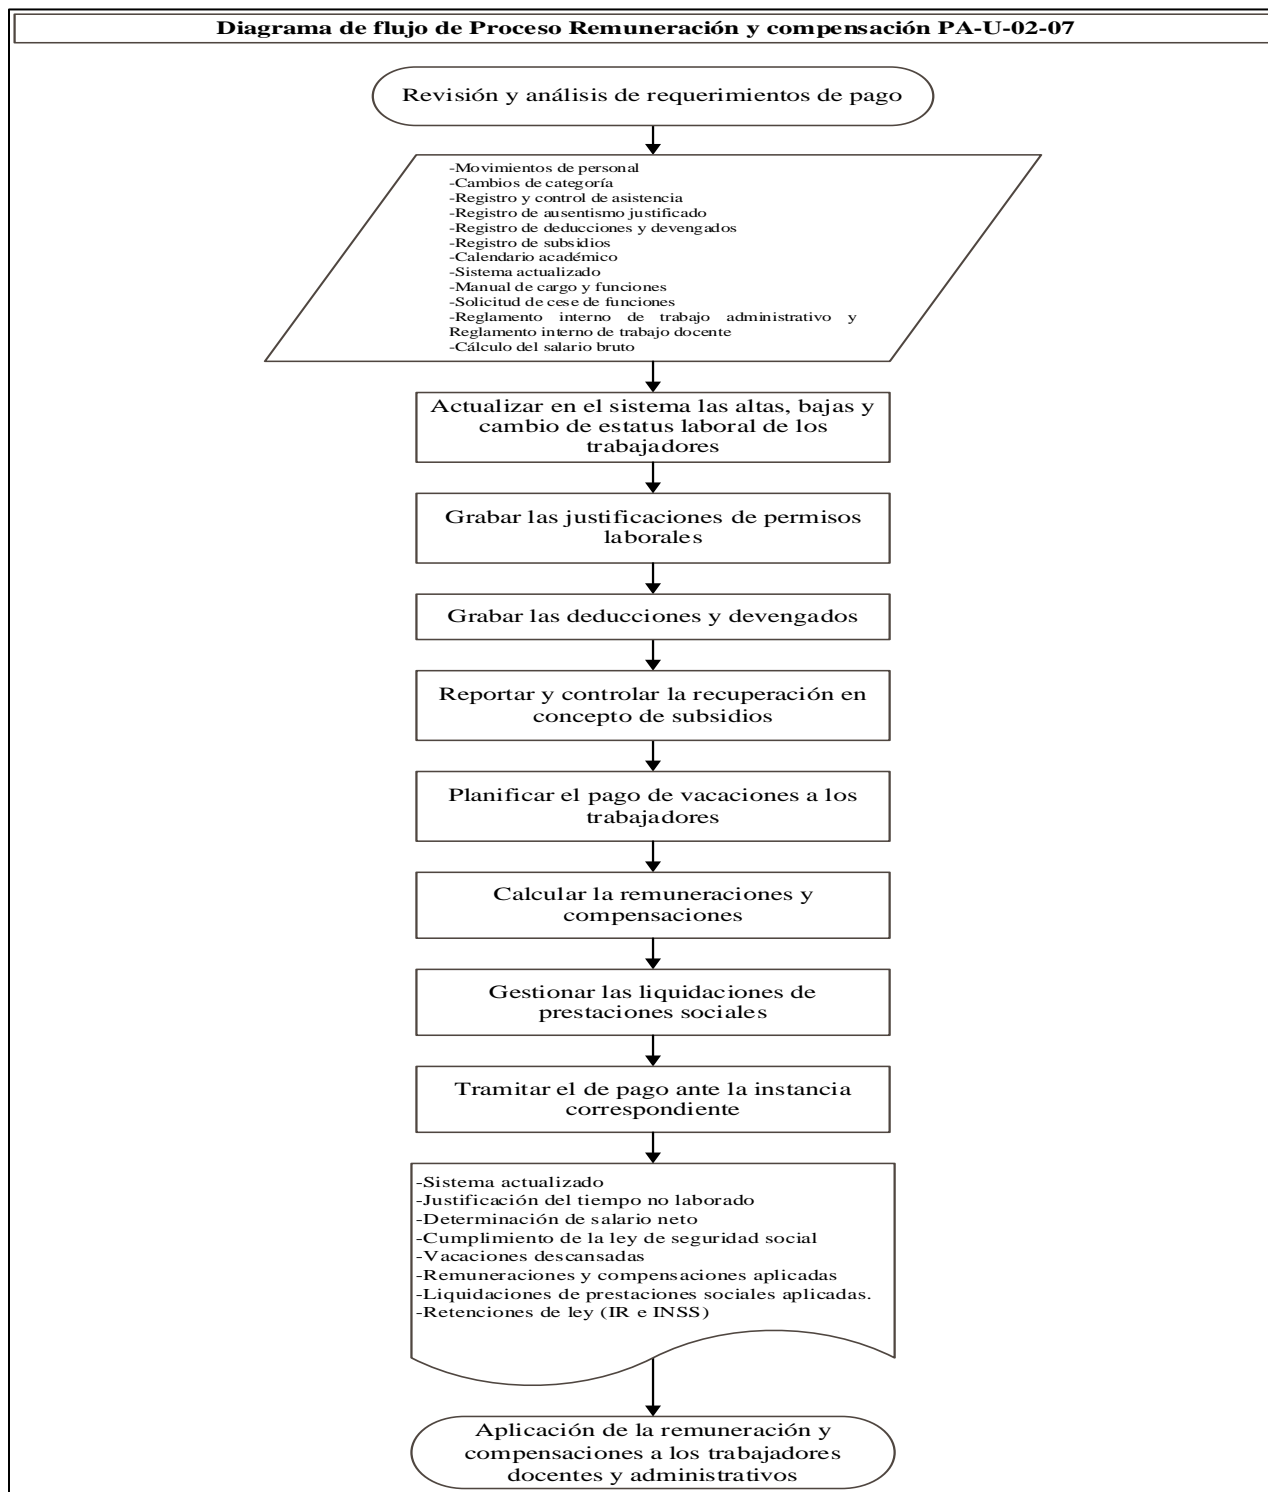 Diagrama de flujo de Proceso Remuneración y compensación PA-U-02-07
Revisión y análisis de requerimientos de pago
-Movimientos de personal
-Cambios de categoría
-Registro y control de asistencia
-Registro de ausentismo justificado
-Registro de deducciones y devengados
-Registro de subsidios
-Calendario académico
-Sistema actualizado
-Manual de cargo y funciones
-Solicitud de cese de funciones
-Reglamento interno de trabajo administrativo y
Reglamento interno de trabajo docente
-Cálculo del salario bruto
Actualizar en el sistema las altas, bajas y
cambio de estatus laboral de los
trabajadores
Grabar las justificaciones de permisos
laborales
Grabar las deducciones y devengados
Reportar y controlar la recuperación en
concepto de subsidios
Planificar el pago de vacaciones a los
trabajadores
Calcular la remuneraciones y
compensaciones
Gestionar las liquidaciones de
prestaciones sociales
Tramitar el de pago ante la instancia
correspondiente
-Sistema actualizado
-Justificación del tiempo no laborado
-Determinación de salario neto
-Cumplimiento de la ley de seguridad social
-Vacaciones descansadas
-Remuneraciones y compensaciones aplicadas
-Liquidaciones de prestaciones sociales aplicadas.
-Retenciones de ley (IR e INSS)
Aplicación de la remuneración y
compensaciones a los trabajadores
docentes y administrativos